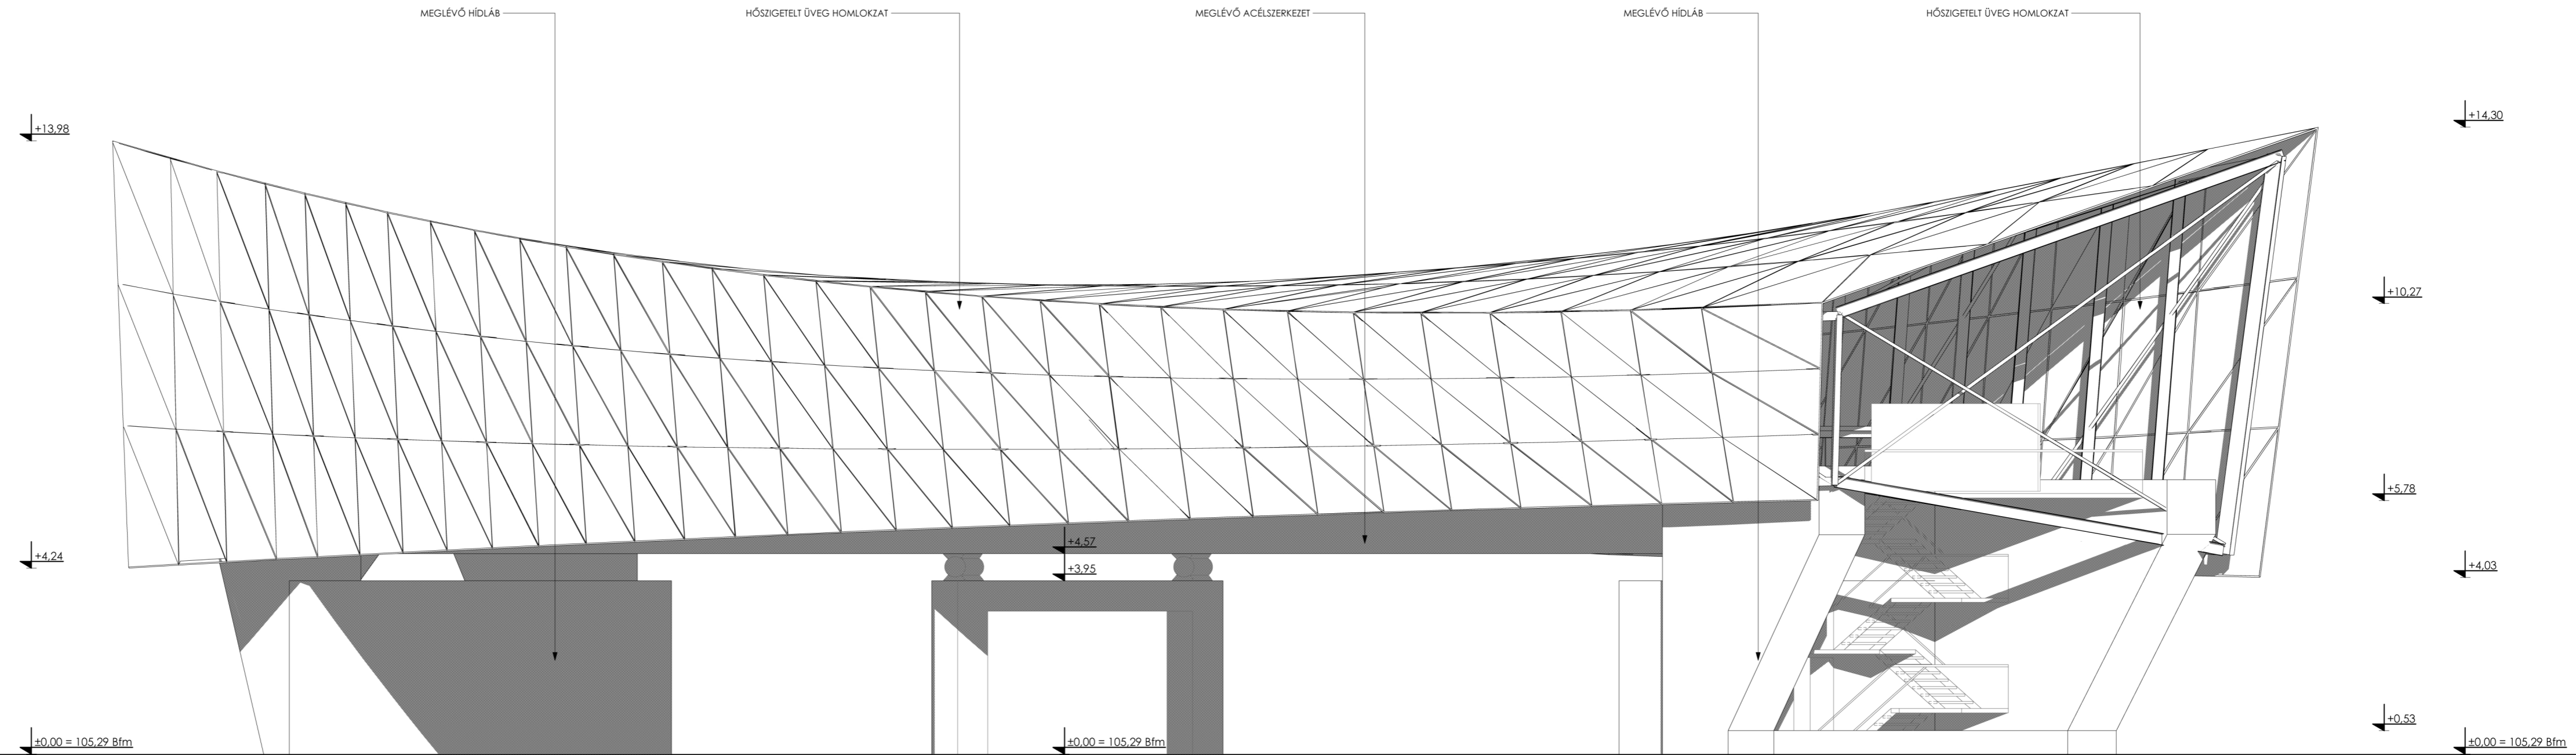 MEGLÉVŐ HÍDLÁB
HŐSZIGETELT ÜVEG HOMLOKZAT
MEGLÉVŐ ACÉLSZERKEZET
MEGLÉVŐ HÍDLÁB
HŐSZIGETELT ÜVEG HOMLOKZAT
+13,98
+14,30
+10,27
+5,78
+4,24
+4,57
+3,95
+4,03
+0,53
±0,00 = 105,29 Bfm
±0,00 = 105,29 Bfm
±0,00 = 105,29 Bfm